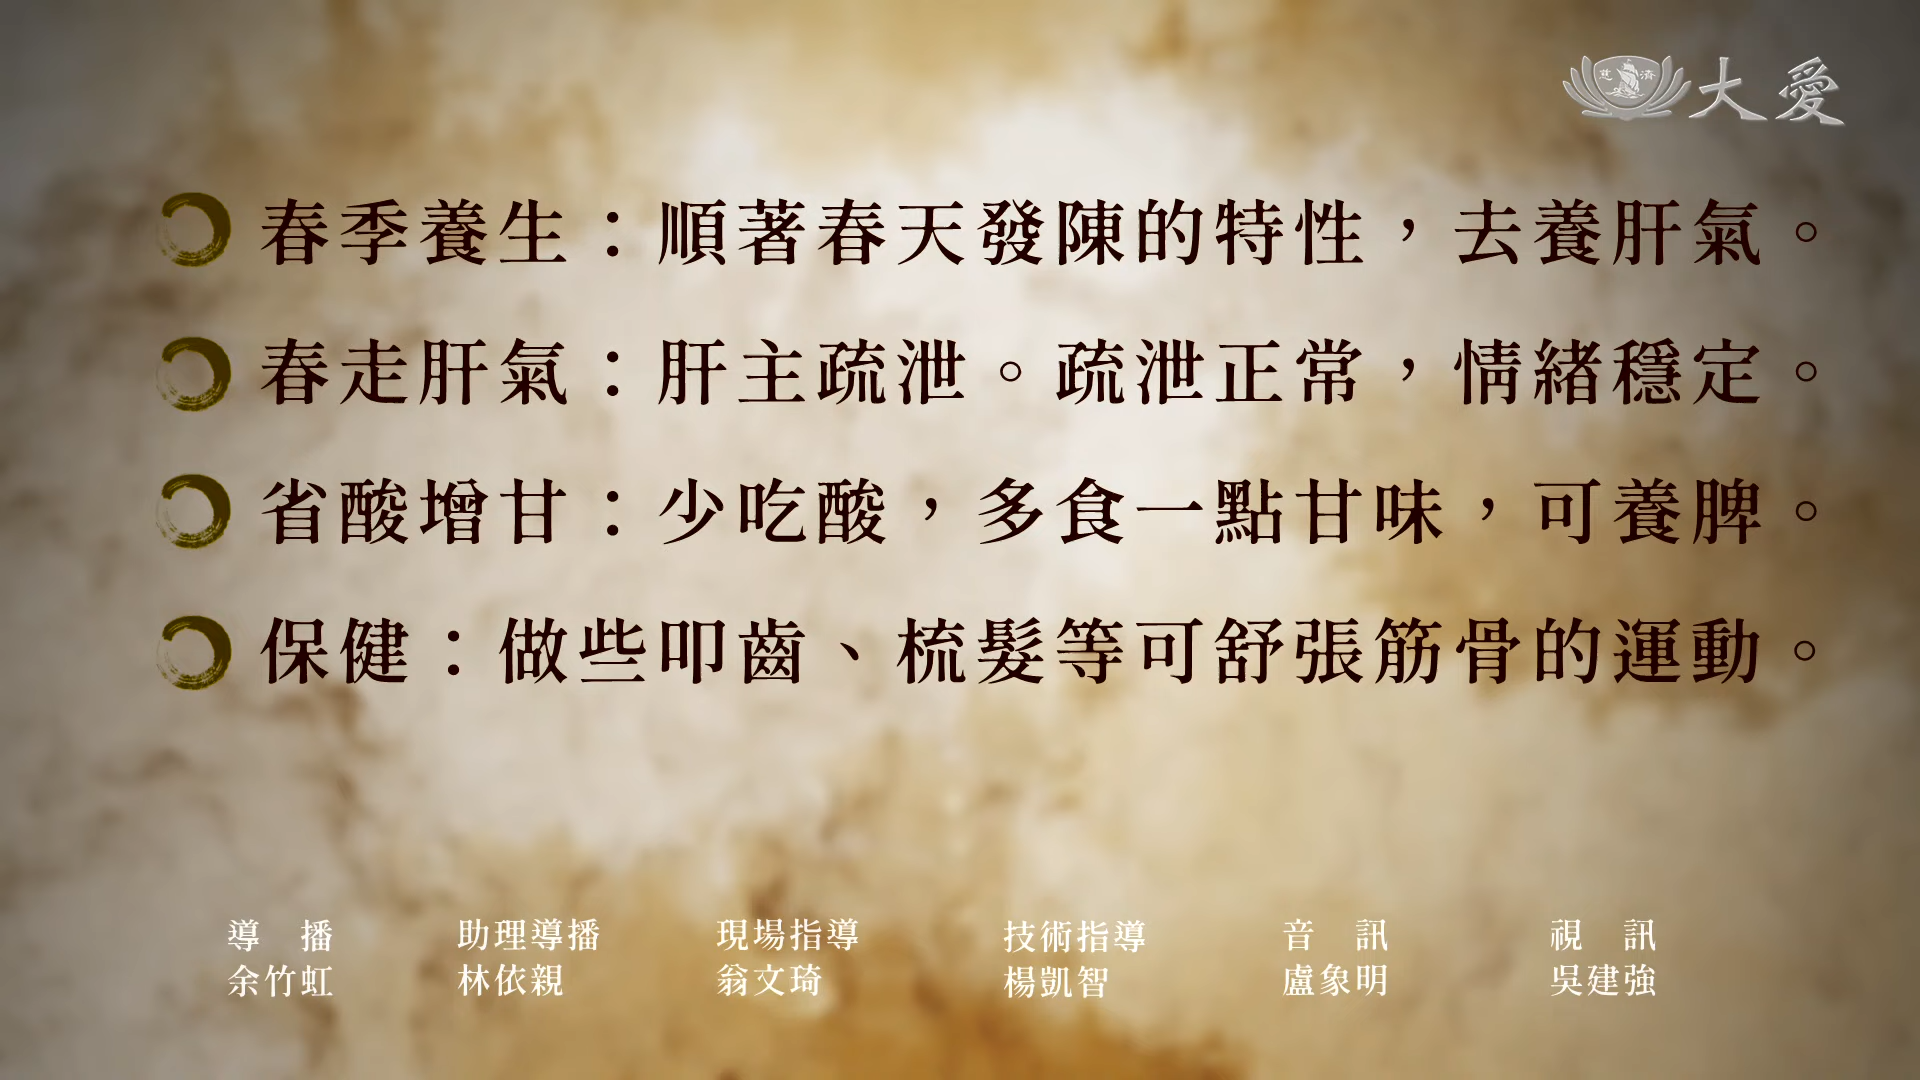 慈濟 大愛
春季養生：順著春天發陳的特性，去養肝氣。
春走肝氣：肝主疏泄。疏泄正常，情緒穩定。
省酸增甘：少吃酸，多食一點甘味，可養脾。
保健：做些叩齒、梳髮等可舒張筋骨的運動。
導播 助理導播 現場指導 技術指導 音訊 視訊
余竹虹 林依親 翁文琦 楊凱智 盧象明 吳建強